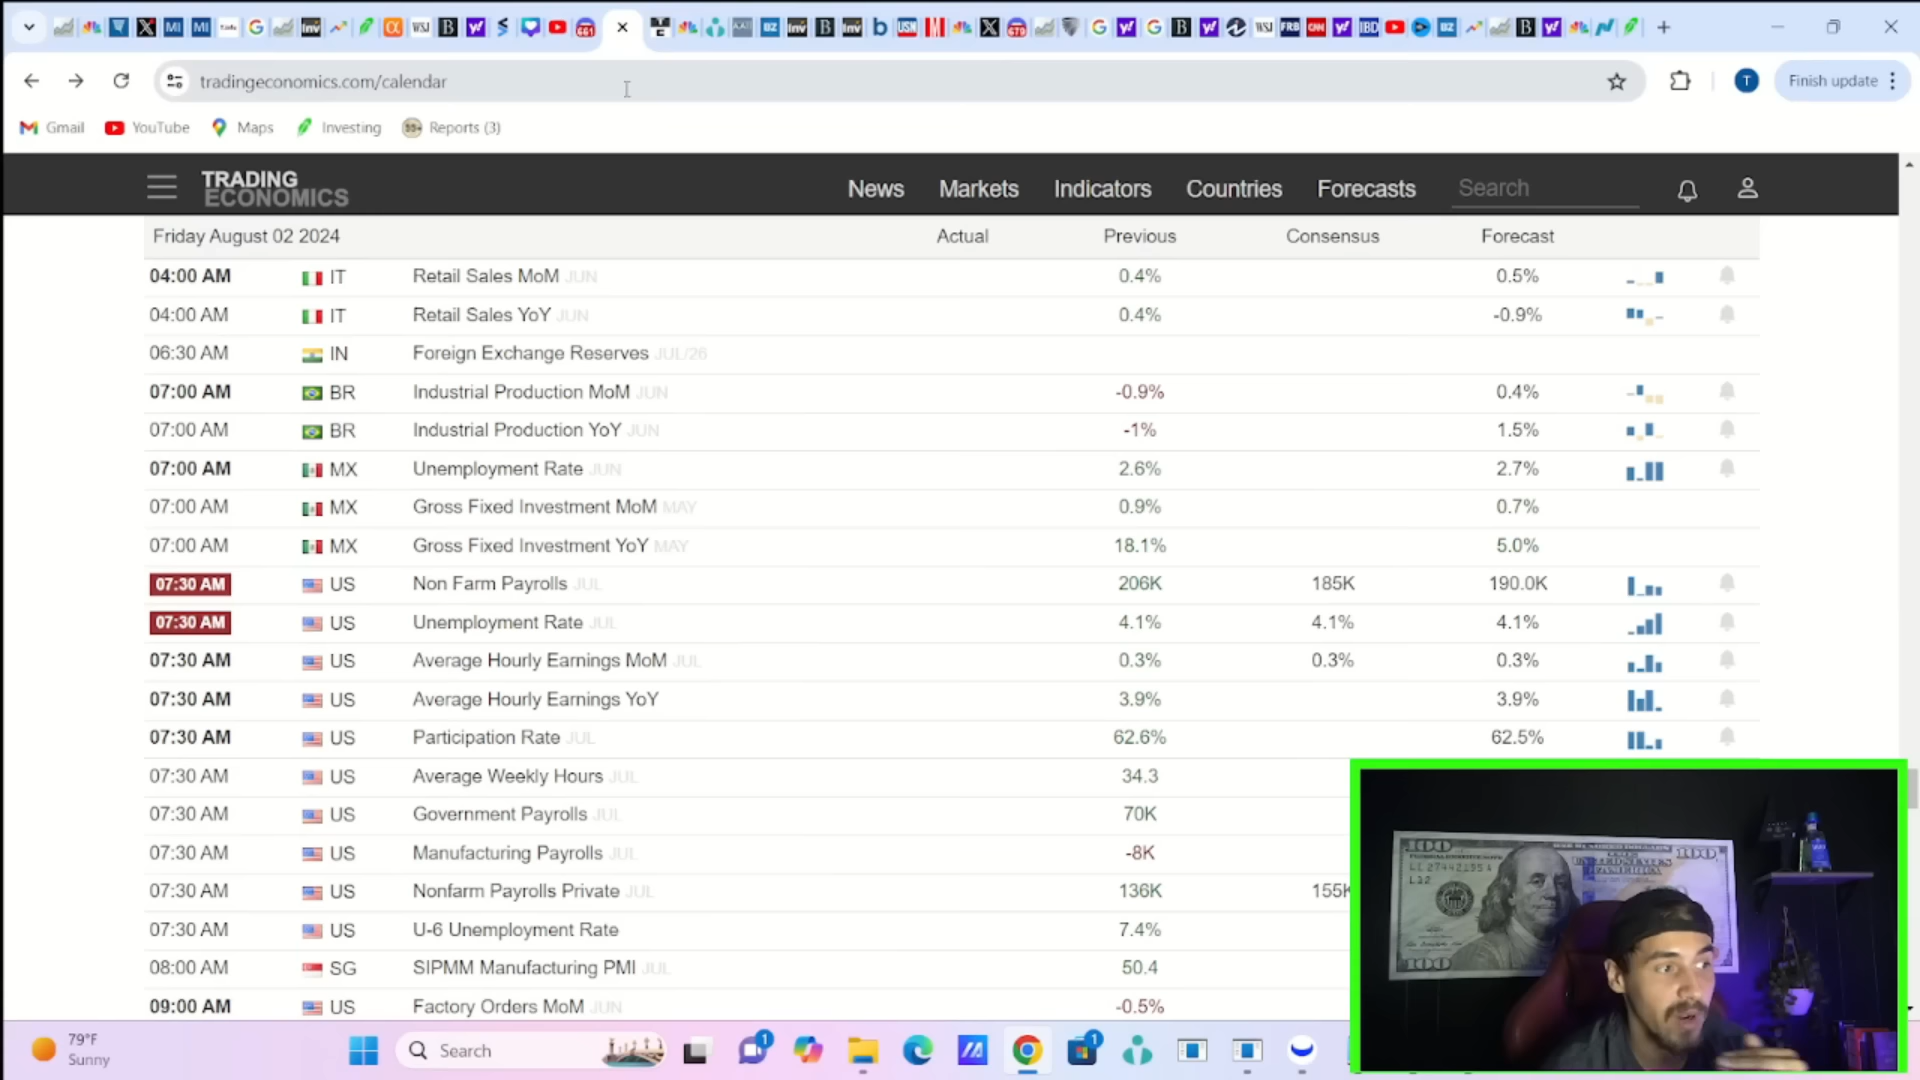 tradingeconomics.com/calendar
Finish update
Gmail YouTube Maps Investing Reports (3)
TRADING ECONOMICS News Markets Indicators Countries Forecasts Search
Friday August 02 2024 Actual Previous Consensus Forecast
04:00 AM IT Retail Sales MoM JUN 0.4% 0.5%
04:00 AM IT Retail Sales YoY JUN 0.4% -0.9%
06:30 AM IN Foreign Exchange Reserves JUL/26
07:00 AM BR Industrial Production MoM JUN -0.9% 0.4%
07:00 AM BR Industrial Production YoY JUN -1% 1.5%
07:00 AM MX Unemployment Rate JUN 2.6% 2.7%
07:00 AM MX Gross Fixed Investment MoM MAY 0.9% 0.7%
07:00 AM MX Gross Fixed Investment YoY MAY 18.1% 5.0%
07:30 AM US Non Farm Payrolls JUL 206K 185K 190.0K
07:30 AM US Unemployment Rate JUL 4.1% 4.1% 4.1%
07:30 AM US Average Hourly Earnings MoM JUL 0.3% 0.3% 0.3%
07:30 AM US Average Hourly Earnings YoY 3.9% 3.9%
07:30 AM US Participation Rate JUL 62.6% 62.5%
07:30 AM US Average Weekly Hours JUL 34.3
07:30 AM US Government Payrolls JUL 70K
07:30 AM US Manufacturing Payrolls JUL -8K
07:30 AM US Nonfarm Payrolls Private JUL 136K 155K
07:30 AM US U-6 Unemployment Rate 7.4%
08:00 AM SG SIPMM Manufacturing PMI JUL 50.4
09:00 AM US Factory Orders MoM JUN -0.5%
79°F
Sunny
Search